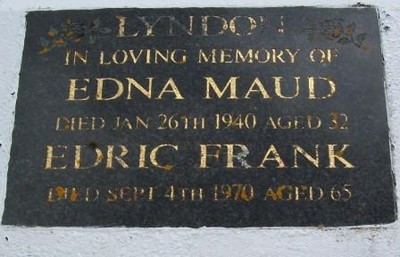 LYNDON
IN LOVING MEMORY OF
EDNA MAUD
DIED JAN 26TH 1940 AGED 32
EDRIC FRANK
DIED SEPT 4TH 1970 AGED 65